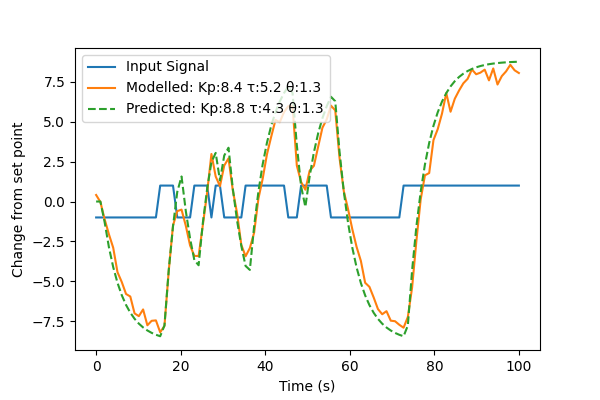 Input Signal
Modelled: Kp:8.4 τ:5.2 θ:1.3
Predicted: Kp:8.8 τ:4.3 θ:1.3
Change from set point
7.5
5.0
2.5
0.0
−2.5
−5.0
−7.5
0 20 40 60 80 100
Time (s)